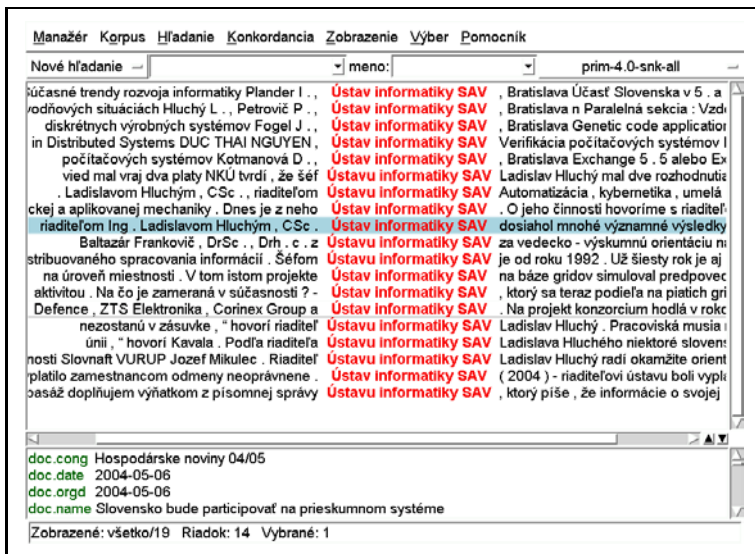 Manažér Korpus Hľadanie Konkordancia Zobrazenie Výber Pomocník
Nové hľadanie meno: prim-4.0-snk-all
Súčasné trendy rozvoja informatiky Plander I . , Ústav informatiky SAV , Bratislava Účasť Slovenska v 5 . a
vodňových situáciách Hluchý L . , Petrovič P . , Ústav informatiky SAV , Bratislava n Paralelná sekcia : Vzde
diskrétnych výrobných systémov Fogel J . , Ústav informatiky SAV , Bratislava Genetic code application
in Distributed Systems DUC THAI NGUYEN , Ústav informatiky SAV Verifikácia počítačových systémov
počítačových systémov Kotmanová D . , Ústav informatiky SAV , Bratislava Exchange 5 . 5 alebo Ex
vied mal vraj dva platy NKÚ tvrdí , že šéf Ústavu informatiky SAV Ladislav Hluchý mal dve rozhodnutia
. Ladislavom Hluchým , CSc . , riaditeľom Ústavu informatiky SAV Automatizácia , kybernetika , umelá
ckej a aplikovanej mechaniky . Dnes je z neho Ústav informatiky SAV . O jeho činnosti hovoríme s riaditeľ
riaditeľom Ing . Ladislavom Hluchým , CSc . Ústav informatiky SAV dosiahol mnohé významné výsledky
Baltazár Frankovič , DrSc . , Drh . c . z Ústavu informatiky SAV za vedecko - výskumnú orientáciu na
stribuovaného spracovania informácií . Šéfom Ústavu informatiky SAV je od roku 1992 . Už šiesty rok je aj
na úroveň miestnosti . V tom istom projekte Ústav informatiky SAV na báze gridov simuloval predpoveď
aktivitou . Na čo je zameraná v súčasnosti ? - Ústav informatiky SAV , ktorý sa teraz podieľa na piatich gri
Defence , ZTS Elektronika , Corinex Group a Ústav informatiky SAV . Na projekt konzorcium hodlá v roko
nezostanú v zásuvke , “ hovorí riaditeľ Ústavu informatiky SAV Ladislav Hluchý . Pracoviská musia
únii , “ hovorí Kavala . Podľa riaditeľa Ústavu informatiky SAV Ladislava Hluchého niektoré slovens
nosti Slovnaft VURUP Jozef Mikulec . Riaditeľ Ústavu informatiky SAV Ladislav Hluchý radí okamžite orient
vplatilo zamestnancom odmeny neoprávnene . Ústav informatiky SAV ( 2004 ) - riaditeľovi ústavu boli vypla
pasáž doplňujem výňatkom z písomnej správy Ústavu informatiky SAV , ktorý píše , že informácie o svojej
doc.cong Hospodárske noviny 04/05
doc.date 2004-05-06
doc.orgd 2004-05-06
doc.name Slovensko bude participovať na prieskumnom systéme
Zobrazené: všetko/19 Riadok: 14 Vybrané: 1